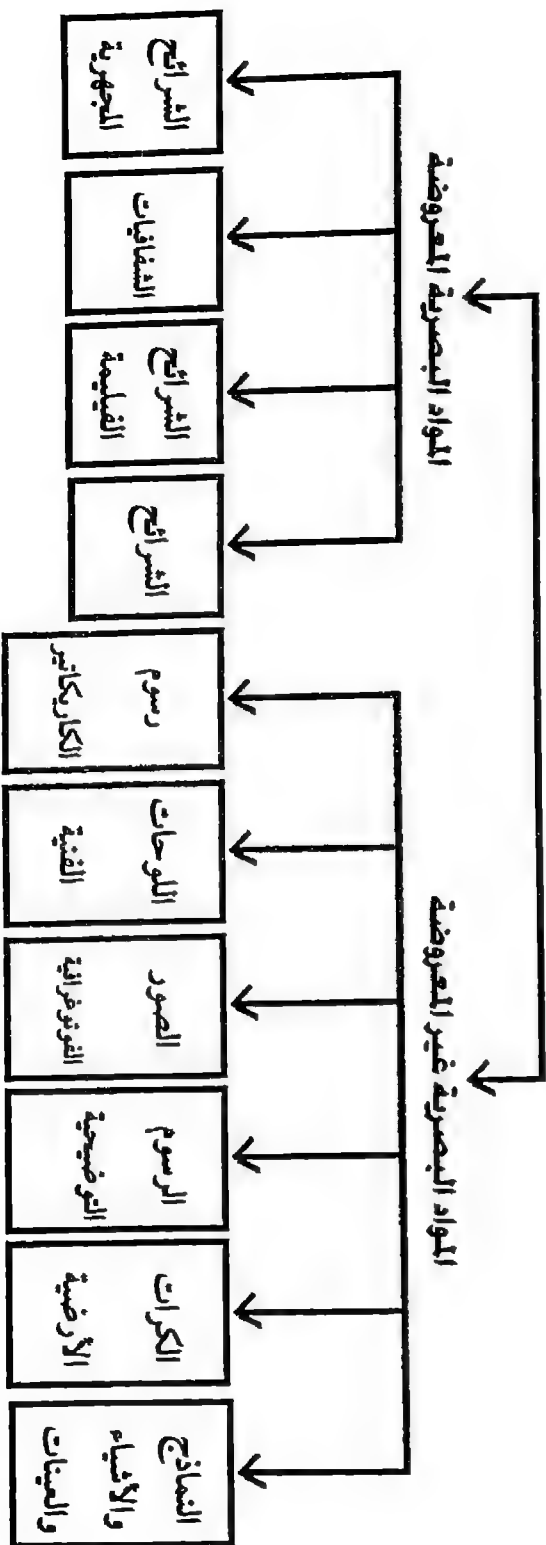 المواد البصرية غير المعروضة
المواد البصرية المعروضة
النماذج
والأشياء
والعينات
الكرات
الأرضية
الرسوم
التوضيحية
الصور
الفوتوغرافية
اللوحات
الفنية
رسوم
الكاريكاتير
الشرائح
الشرائح
الفيليمة
الشفافيات
الشرائح
المجهرية